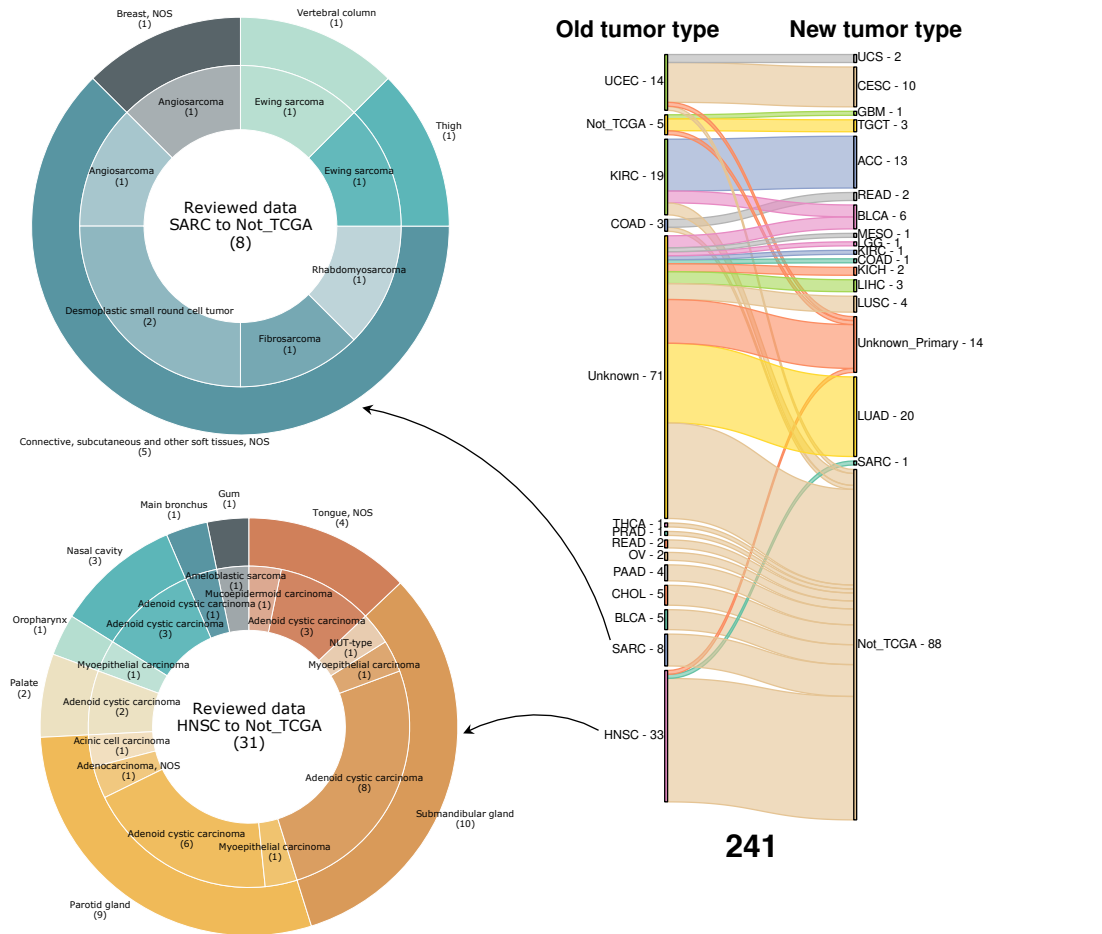 Breast, NOS
(1)
Vertebral column
(1)
Thigh
(1)
Angiosarcoma
(1)
Ewing sarcoma
(1)
Angiosarcoma
(1)
Ewing sarcoma
(1)
Reviewed data
SARC to Not_TCGA
(8)
Rhabdomyosarcoma
(1)
Desmoplastic small round cell tumor
(2)
Fibrosarcoma
(1)
Connective, subcutaneous and other soft tissues, NOS
(5)
Gum
(1)
Main bronchus
(1)
Tongue, NOS
(4)
Nasal cavity
(3)
Oropharynx
(1)
Palate
(2)
Ameloblastic sarcoma
(1)
Mucoepidermoid carcinoma
(1)
Adenoid cystic carcinoma
(1)
Adenoid cystic carcinoma
(3)
Adenoid cystic carcinoma
(3)
NUT-type
(1)
Myoepithelial carcinoma
(1)
Myoepithelial carcinoma
(1)
Adenoid cystic carcinoma
(2)
Reviewed data
HNSC to Not_TCGA
(31)
Acinic cell carcinoma
(1)
Adenocarcinoma, NOS
(1)
Adenoid cystic carcinoma
(8)
Adenoid cystic carcinoma
(6)
Myoepithelial carcinoma
(1)
Submandibular gland
(10)
Parotid gland
(9)
Old tumor type
New tumor type
UCEC - 14
Not_TCGA - 5
KIRC - 19
COAD - 3
Unknown - 71
THCA - 1
PRAD - 1
READ - 2
OV - 2
PAAD - 4
CHOL - 5
BLCA - 5
SARC - 8
HNSC - 33
UCS - 2
CESC - 10
GBM - 1
TGCT - 3
ACC - 13
READ - 2
BLCA - 6
MESO - 1
LGG - 1
KIRC - 1
COAD - 1
KICH - 2
LIHC - 3
LUSC - 4
Unknown_Primary - 14
LUAD - 20
SARC - 1
Not_TCGA - 88
241